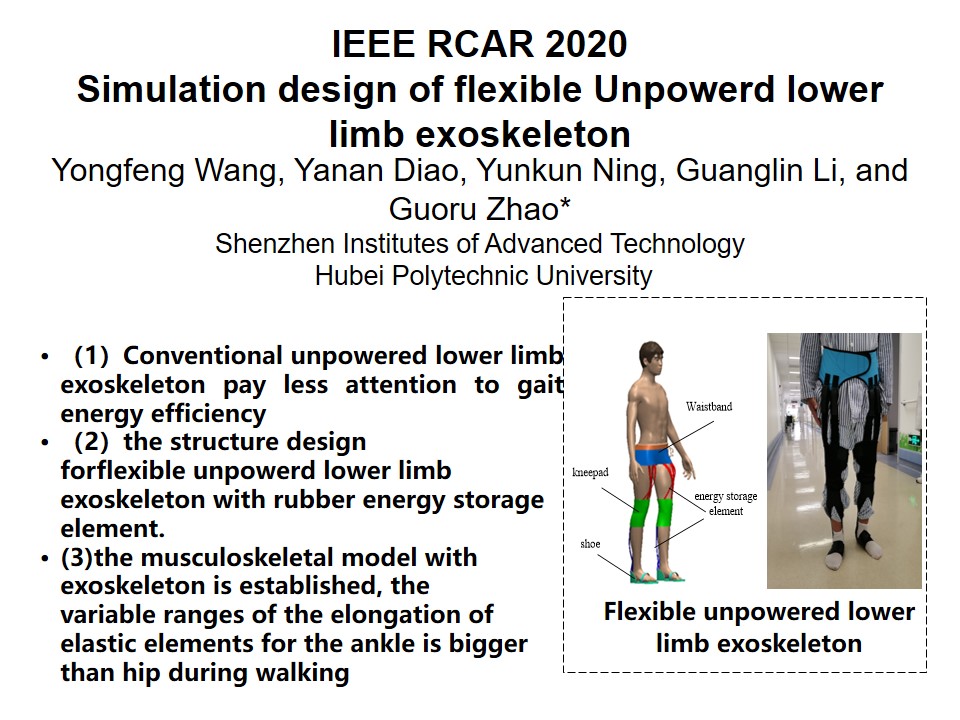 IEEE RCAR 2020
Simulation design of flexible Unpowerd lower
limb exoskeleton
Yongfeng Wang, Yanan Diao, Yunkun Ning, Guanglin Li, and
Guoru Zhao*
Shenzhen Institutes of Advanced Technology
Hubei Polytechnic University
• （1）Conventional unpowered lower limb
exoskeleton pay less attention to gait
energy efficiency
• （2）the structure design
forflexible unpowerd lower limb
exoskeleton with rubber energy storage
element.
• (3)the musculoskeletal model with
exoskeleton is established, the
variable ranges of the elongation of
elastic elements for the ankle is bigger
than hip during walking
Waistband
kneepad
energy storage
element
shoe
Flexible unpowered lower
limb exoskeleton